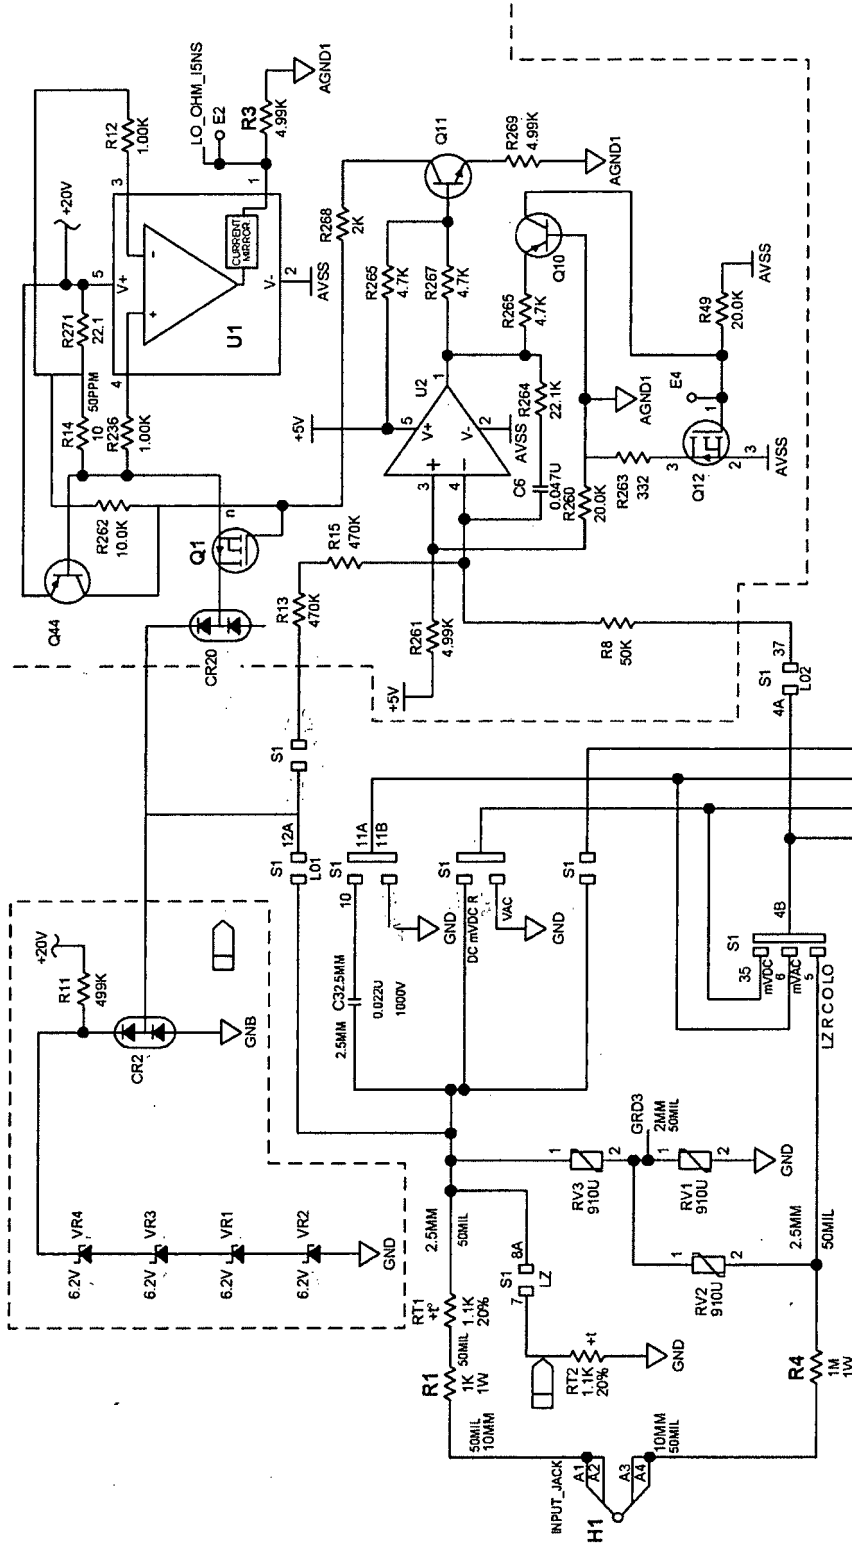 LO_OHM_I5NS
E2
R3
4.99K
AGND1
R12
1.00K
3
1
+20V
5
V+
-
+
CURRENT
MIRROR.
V-
2
AVSS
U1
4
R271
22.1
50PPM
R14
10
R236
1.00K
R262
10.0K
Q44
Q1
n
CR20
R268
2K
Q11
R269
4.99K
AGND1
R265
4.7K
R267
4.7K
+5V
5
V+
U2
1
V-
2
AVSS
+
3
-
4
R265
4.7K
Q10
R264
22.1K
C6
0.047U
R260
20.0K
AGND1
R263
332
R49
20.0K
AVSS
E4
1
3
Q12
2
3
AVSS
R15
470K
R13
470K
R261
4.99K
+5V
R8
50K
S1
37
4A
L02
S1
12A
S1
L01
S1
11A
11B
10
GND
S1
DC mVDC R
VAC
GND
S1
C32.5MM
2.5MM
0.022U
1000V
+20V
R11
499K
CR2
GNB
VR4
6.2V
VR3
6.2V
VR1
6.2V
VR2
6.2V
GND
4B
S1
35
mVDC
6
mVAC
5
LZ R C O LO
GRD3
2MM
50MIL
1
RV3
910U
2
1
RV1
910U
2
GND
1
RV2
910U
2
2.5MM
50MIL
2.5MM
50MIL
8A
S1
LZ
7
RT1
+t°
1.1K
20%
50MIL
R1
1K
1W
+t
RT2
1.1K
20%
GND
50MIL
10MM
R4
1M
1W
10MM
50MIL
INPUT_JACK
A1
A2
A3
A4
H1